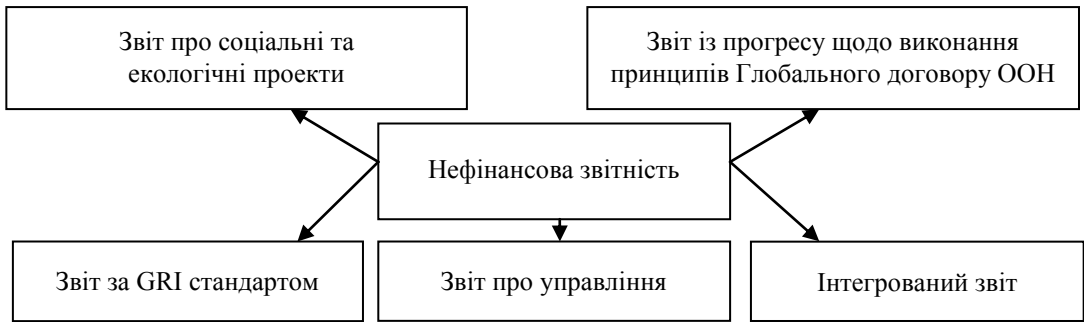 Звіт про соціальні та
екологічні проекти
Звіт із прогресу щодо виконання
принципів Глобального договору ООН
Нефінансова звітність
Звіт за GRI стандартом
Звіт про управління
Інтегрований звіт